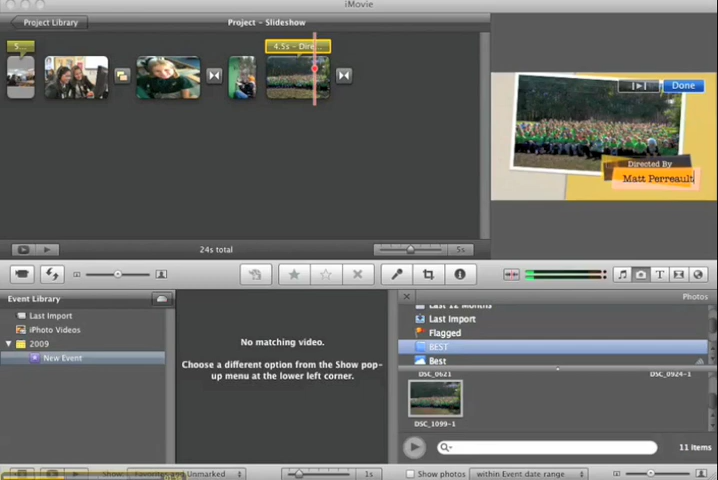 iMovie
Project Library
Project - Slideshow
S...
4.5s - Dire...
Done
Directed By
Matt Perreault
24s total
5s
Event Library
Last Import
iPhoto Videos
2009
New Event
No matching video.
Choose a different option from the Show pop-
up menu at the lower left corner.
Photos
Last 12 Months
Last Import
Flagged
BEST
Best
DSC_0621
DSC_0924-1
DSC_1099-1
11 Items
Show:
Favorites and Unmarked
1s
Show photos
within Event date range